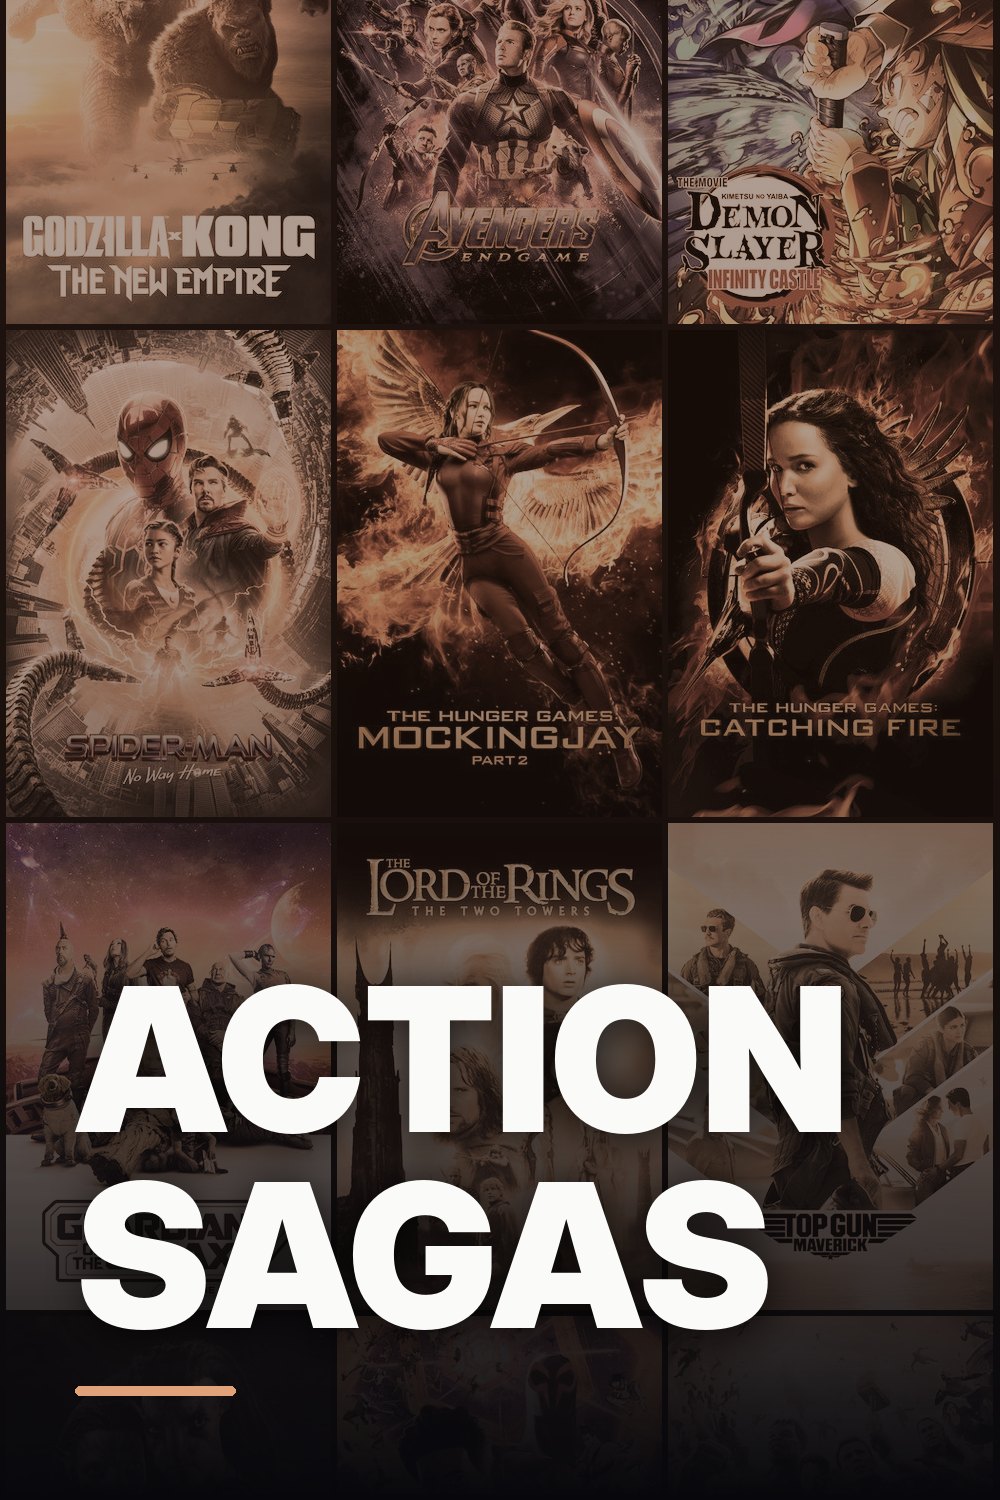 GODZILLA x KONG
THE NEW EMPIRE
AVENGERS
ENDGAME
THE MOVIE
KIMETSU NO YAIBA
DEMON
SLAYER
INFINITY CASTLE
SPIDER-MAN
No Way Home
THE HUNGER GAMES:
MOCKINGJAY
PART 2
THE HUNGER GAMES:
CATCHING FIRE
THE
LORD OF THE RINGS
THE TWO TOWERS
TOP GUN
MAVERICK
ACTION
SAGAS